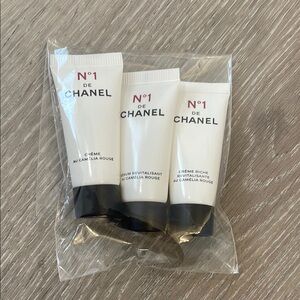 N°1
DE
CHANEL
CRÈME
AU CAMÉLIA ROUGE
N°1
DE
CHANEL
SÉRUM REVITALISANT
AU CAMÉLIA ROUGE
N°1
DE
CHANEL
CRÈME RICHE
REVITALISANTE
AU CAMÉLIA ROUGE